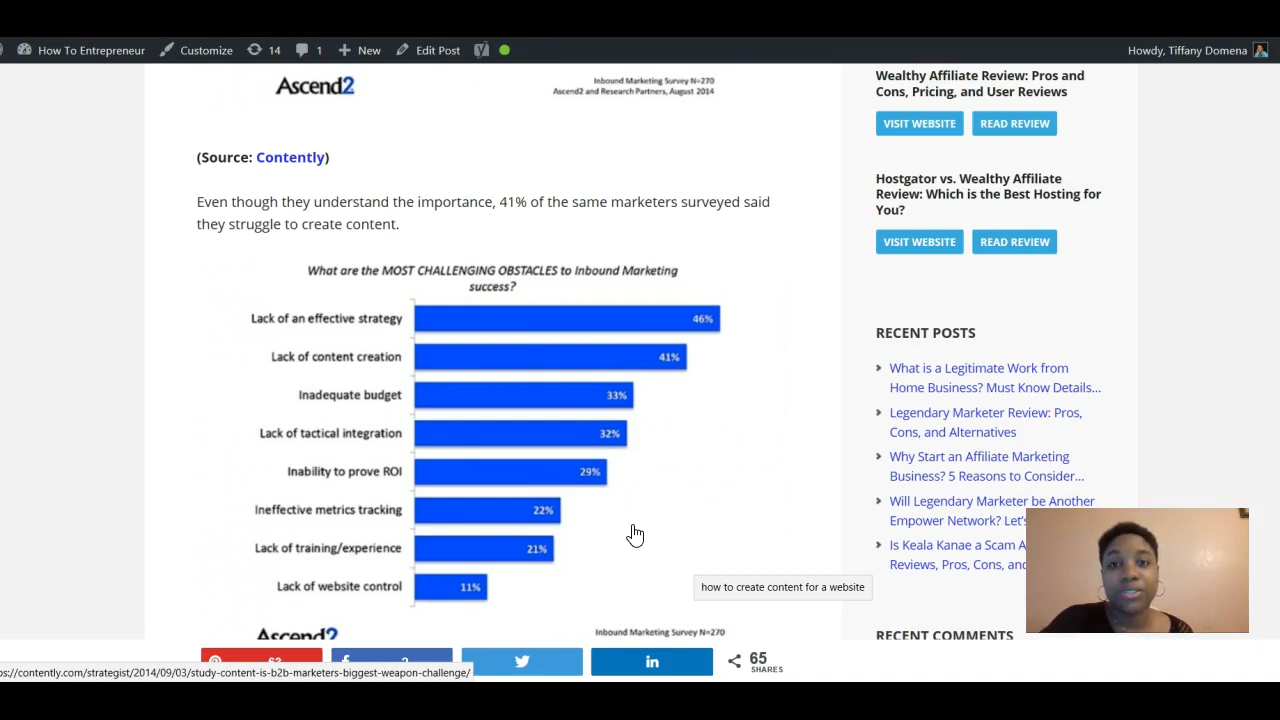 How To Entrepreneur
Customize
14
1
New
Edit Post
Howdy, Tiffany Domena
Ascend2
Inbound Marketing Survey N=270
Ascend2 and Research Partners, August 2014
(Source: Contently)
Even though they understand the importance, 41% of the same marketers surveyed said
they struggle to create content.
What are the MOST CHALLENGING OBSTACLES to Inbound Marketing
success?
Lack of an effective strategy 46%
Lack of content creation 41%
Inadequate budget 33%
Lack of tactical integration 32%
Inability to prove ROI 29%
Ineffective metrics tracking 22%
Lack of training/experience 21%
Lack of website control 11%
how to create content for a website
Ascend2
Inbound Marketing Survey N=270
63
2
65
SHARES
ps://contently.com/strategist/2014/09/03/study-content-is-b2b-marketers-biggest-weapon-challenge/
Wealthy Affiliate Review: Pros and
Cons, Pricing, and User Reviews
VISIT WEBSITE
READ REVIEW
Hostgator vs. Wealthy Affiliate
Review: Which is the Best Hosting for
You?
VISIT WEBSITE
READ REVIEW
RECENT POSTS
What is a Legitimate Work from
Home Business? Must Know Details...
Legendary Marketer Review: Pros,
Cons, and Alternatives
Why Start an Affiliate Marketing
Business? 5 Reasons to Consider...
Will Legendary Marketer be Another
Empower Network? Let's
Is Keala Kanae a Scam A
Reviews, Pros, Cons, and
RECENT COMMENTS